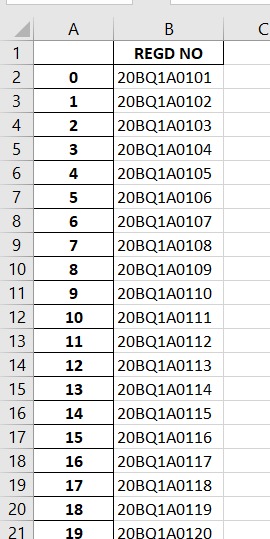 A B C
1 REGD NO
2 0 20BQ1A0101
3 1 20BQ1A0102
4 2 20BQ1A0103
5 3 20BQ1A0104
6 4 20BQ1A0105
7 5 20BQ1A0106
8 6 20BQ1A0107
9 7 20BQ1A0108
10 8 20BQ1A0109
11 9 20BQ1A0110
12 10 20BQ1A0111
13 11 20BQ1A0112
14 12 20BQ1A0113
15 13 20BQ1A0114
16 14 20BQ1A0115
17 15 20BQ1A0116
18 16 20BQ1A0117
19 17 20BQ1A0118
20 18 20BQ1A0119
21 19 20BQ1A0120